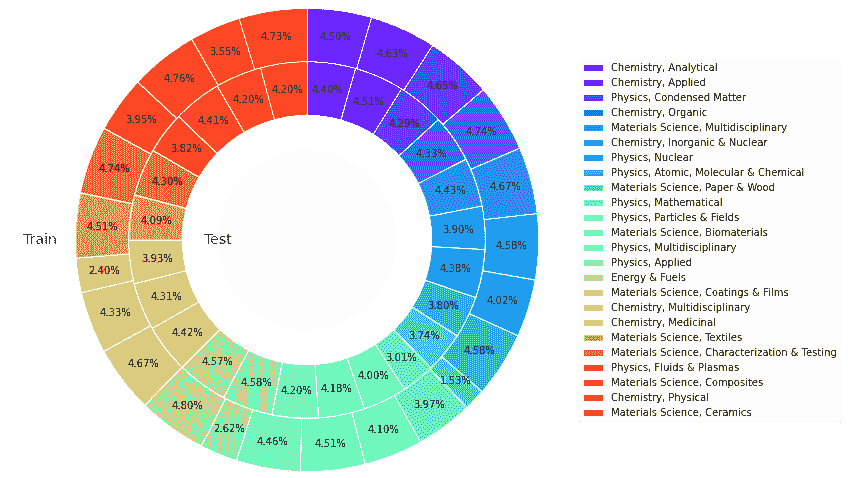 4.73%
4.50%
4.63%
4.65%
4.74%
4.67%
4.58%
4.02%
4.58%
1.53%
3.97%
4.10%
4.51%
4.46%
2.62%
4.80%
4.67%
4.33%
2.40%
4.51%
4.74%
3.95%
4.76%
3.55%
4.20%
4.40%
4.51%
4.29%
4.33%
4.43%
3.90%
4.38%
3.80%
3.74%
3.01%
4.00%
4.18%
4.20%
4.58%
4.57%
4.42%
4.31%
3.93%
4.09%
4.30%
3.82%
4.41%
4.20%
Train
Test
Chemistry, Analytical
Chemistry, Applied
Physics, Condensed Matter
Chemistry, Organic
Materials Science, Multidisciplinary
Chemistry, Inorganic & Nuclear
Physics, Nuclear
Physics, Atomic, Molecular & Chemical
Materials Science, Paper & Wood
Physics, Mathematical
Physics, Particles & Fields
Materials Science, Biomaterials
Physics, Multidisciplinary
Physics, Applied
Energy & Fuels
Materials Science, Coatings & Films
Chemistry, Multidisciplinary
Chemistry, Medicinal
Materials Science, Textiles
Materials Science, Characterization & Testing
Physics, Fluids & Plasmas
Materials Science, Composites
Chemistry, Physical
Materials Science, Ceramics